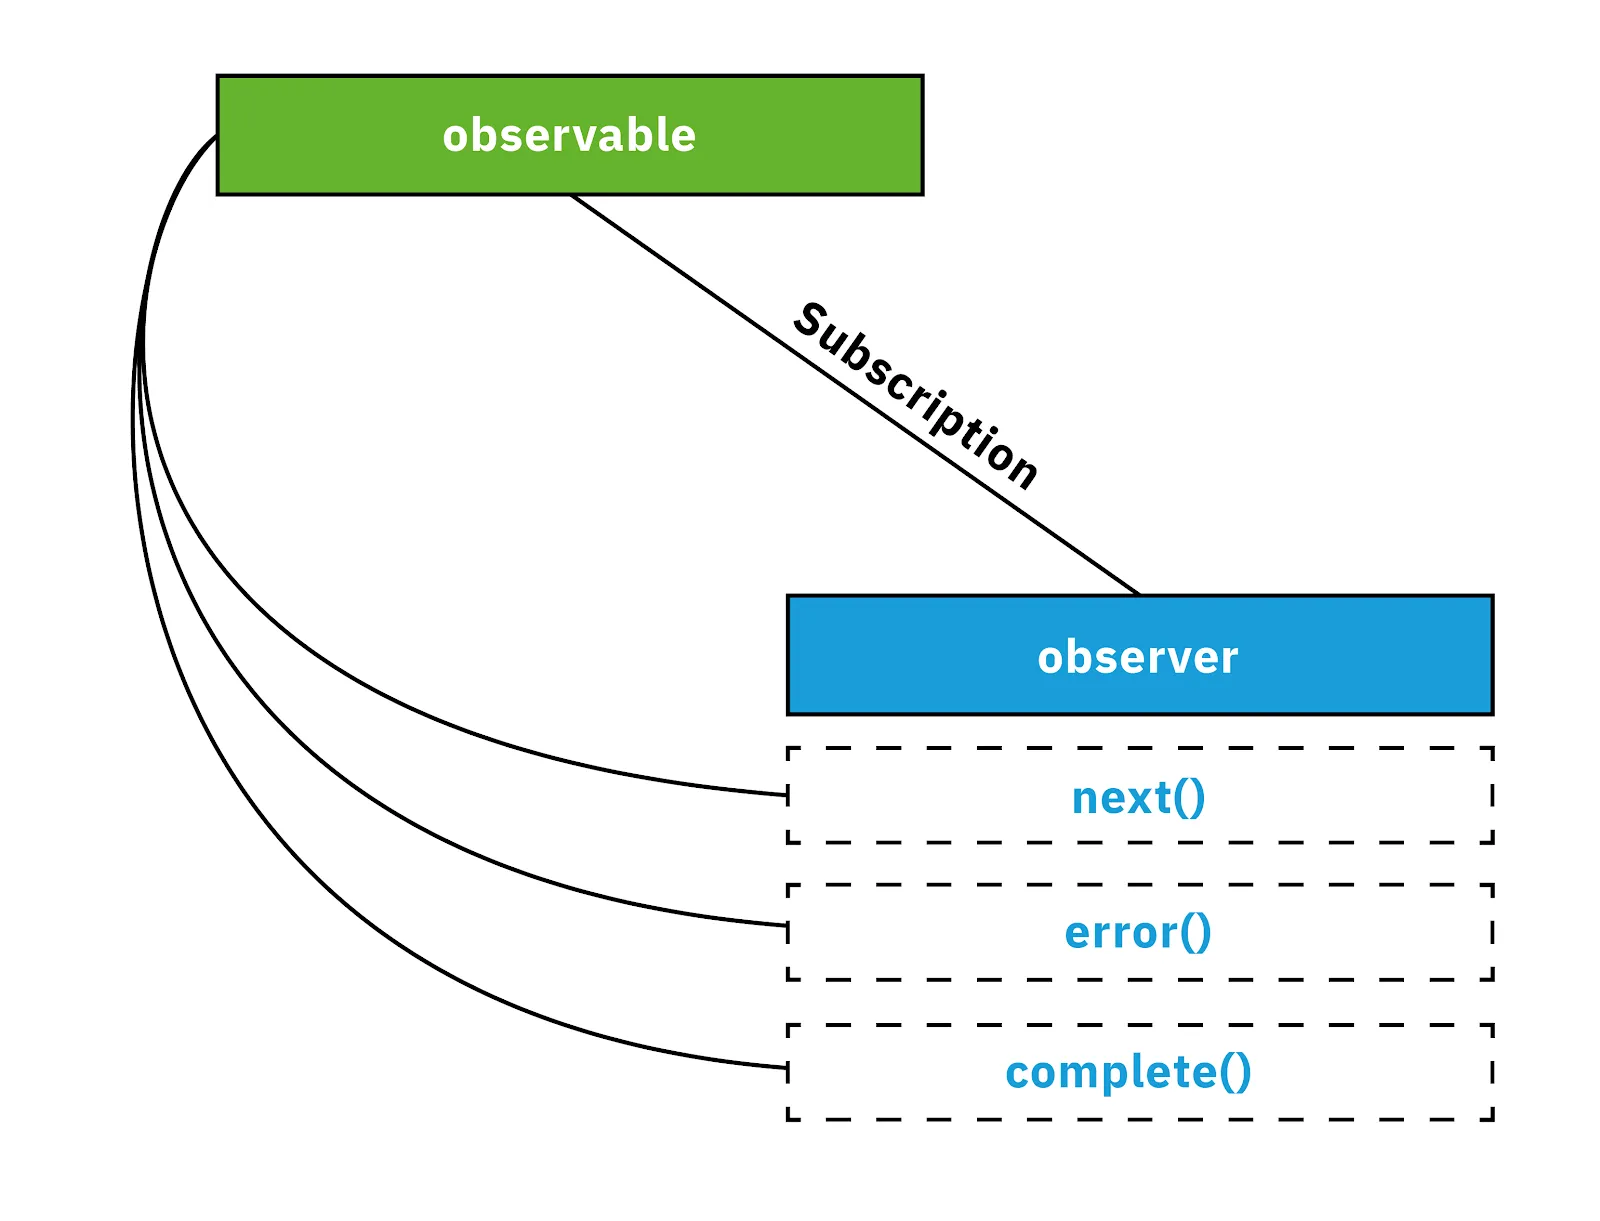 observable
Subscription
observer
next()
error()
complete()